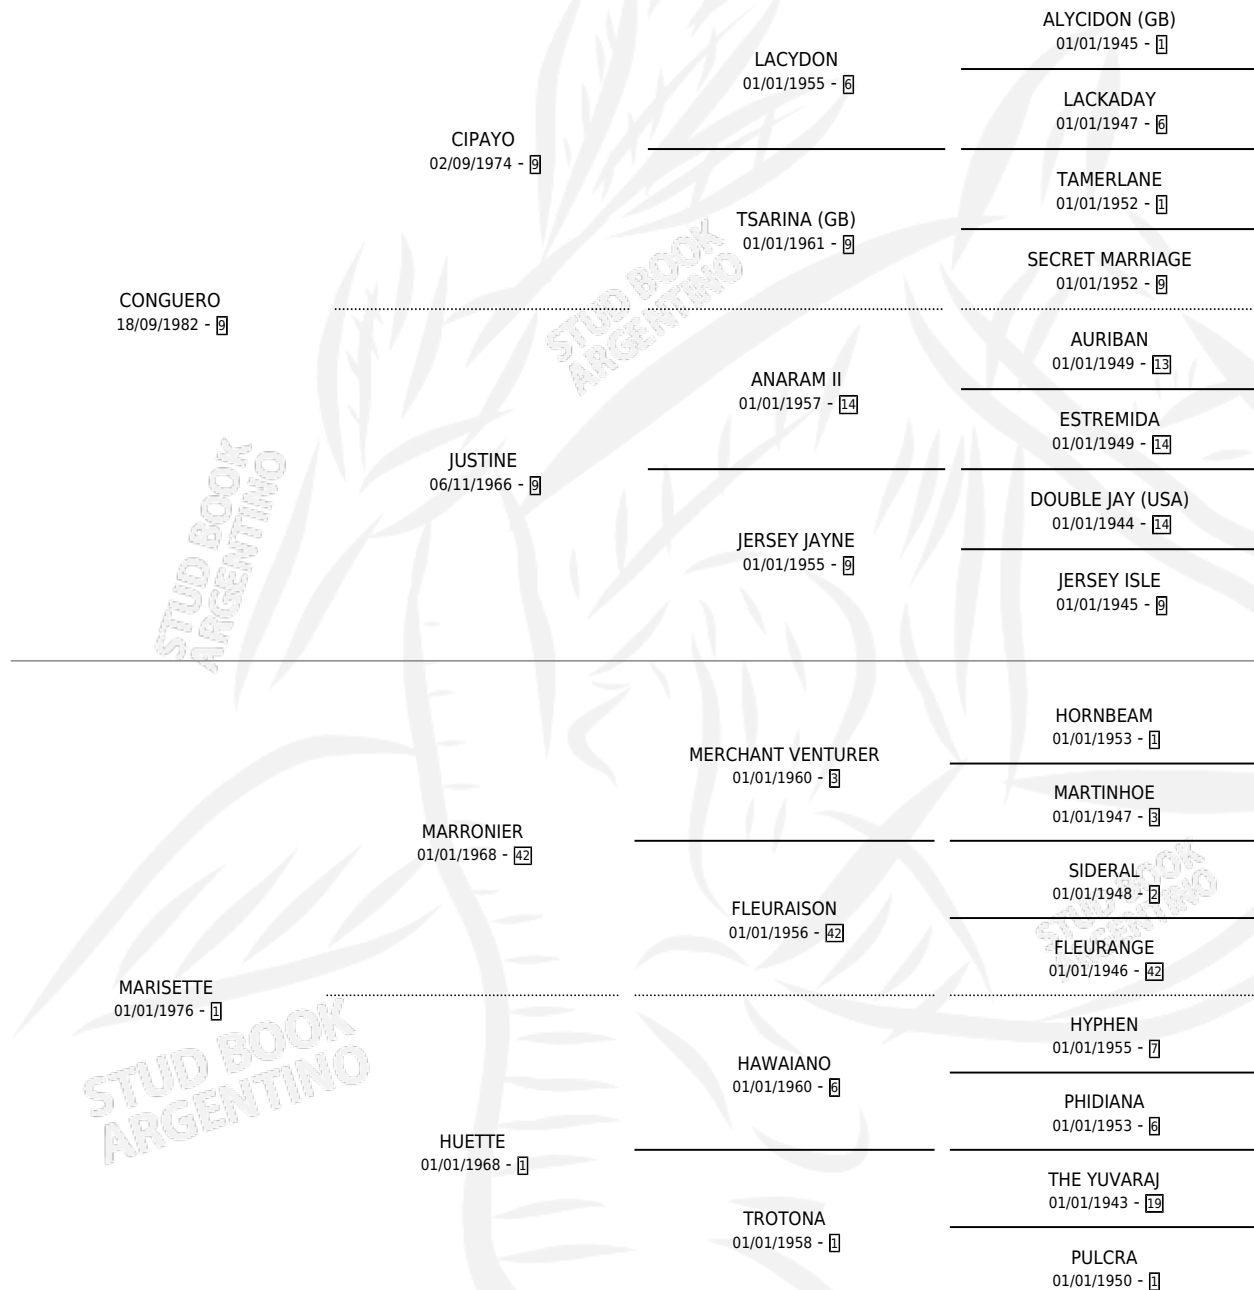 ALYCIDON (GB)
01/01/1945 - 1
LACYDON
01/01/1955 - 6
LACKADAY
01/01/1947 - 6
CIPAYO
02/09/1974 - 9
TAMERLANE
01/01/1952 - 1
TSARINA (GB)
01/01/1961 - 9
SECRET MARRIAGE
01/01/1952 - 9
CONGUERO
18/09/1982 - 9
AURIBAN
01/01/1949 - 13
ANARAM II
01/01/1957 - 14
ESTREMIDA
01/01/1949 - 14
JUSTINE
06/11/1966 - 9
DOUBLE JAY (USA)
01/01/1944 - 14
JERSEY JAYNE
01/01/1955 - 9
JERSEY ISLE
01/01/1945 - 9
HORNBEAM
01/01/1953 - 1
MERCHANT VENTURER
01/01/1960 - 3
MARTINHOE
01/01/1947 - 3
MARRONIER
01/01/1968 - 42
SIDERAL
01/01/1948 - 2
FLEURAISON
01/01/1956 - 42
FLEURANGE
01/01/1946 - 42
MARISETTE
01/01/1976 - 1
HYPHEN
01/01/1955 - 7
HAWAIANO
01/01/1960 - 6
PHIDIANA
01/01/1953 - 6
HUETTE
01/01/1968 - 1
THE YUVARAJ
01/01/1943 - 19
TROTONA
01/01/1958 - 1
PULCRA
01/01/1950 - 1
STUD BOOK
ARGENTINO
STUD BOOK
ARGENTINO
STUD BOOK
ARGENTINO
STUD BOOK
ARGENTINO